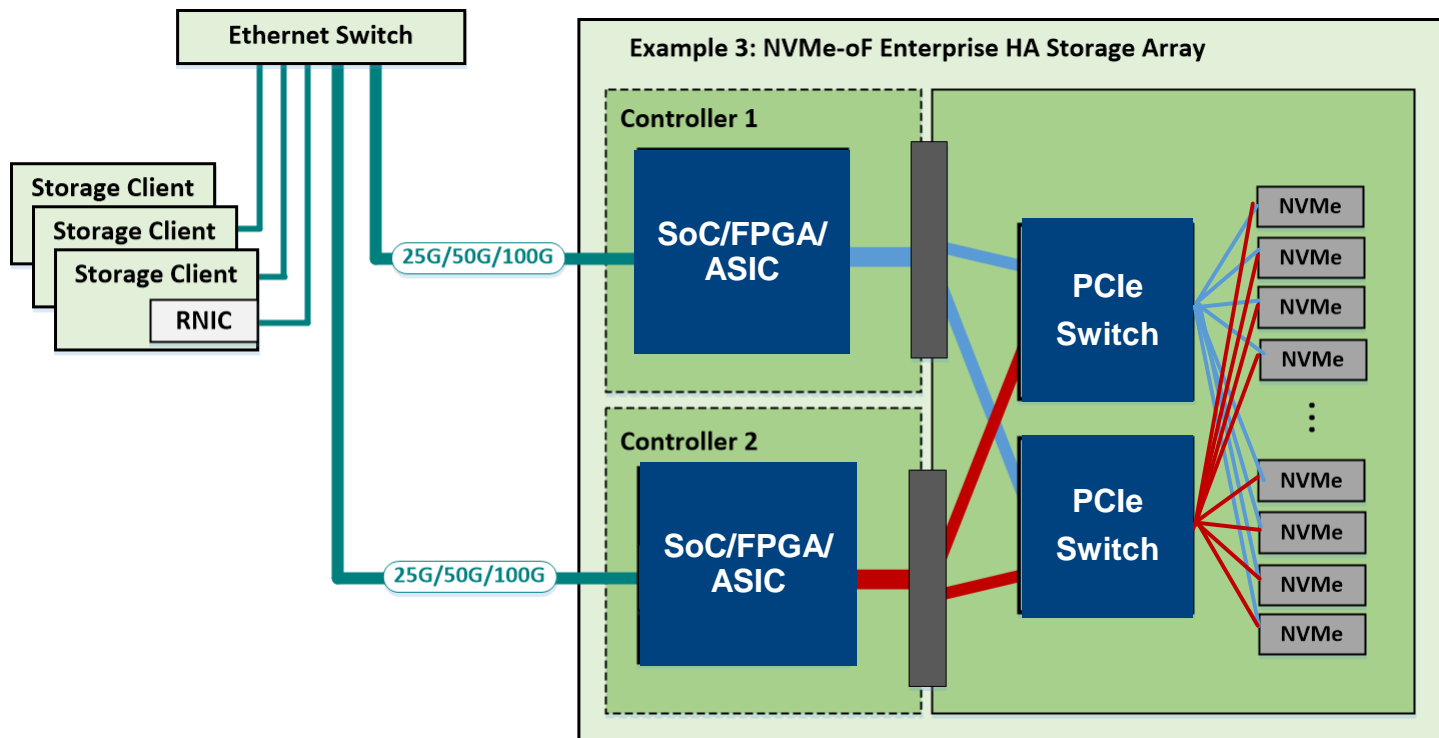 Ethernet Switch
Storage Client
Storage Client
Storage Client
RNIC
25G/50G/100G
25G/50G/100G
Example 3: NVMe-oF Enterprise HA Storage Array
Controller 1
SoC/FPGA/
ASIC
Controller 2
SoC/FPGA/
ASIC
PCIe
Switch
PCIe
Switch
NVMe
NVMe
NVMe
NVMe
...
NVMe
NVMe
NVMe
NVMe